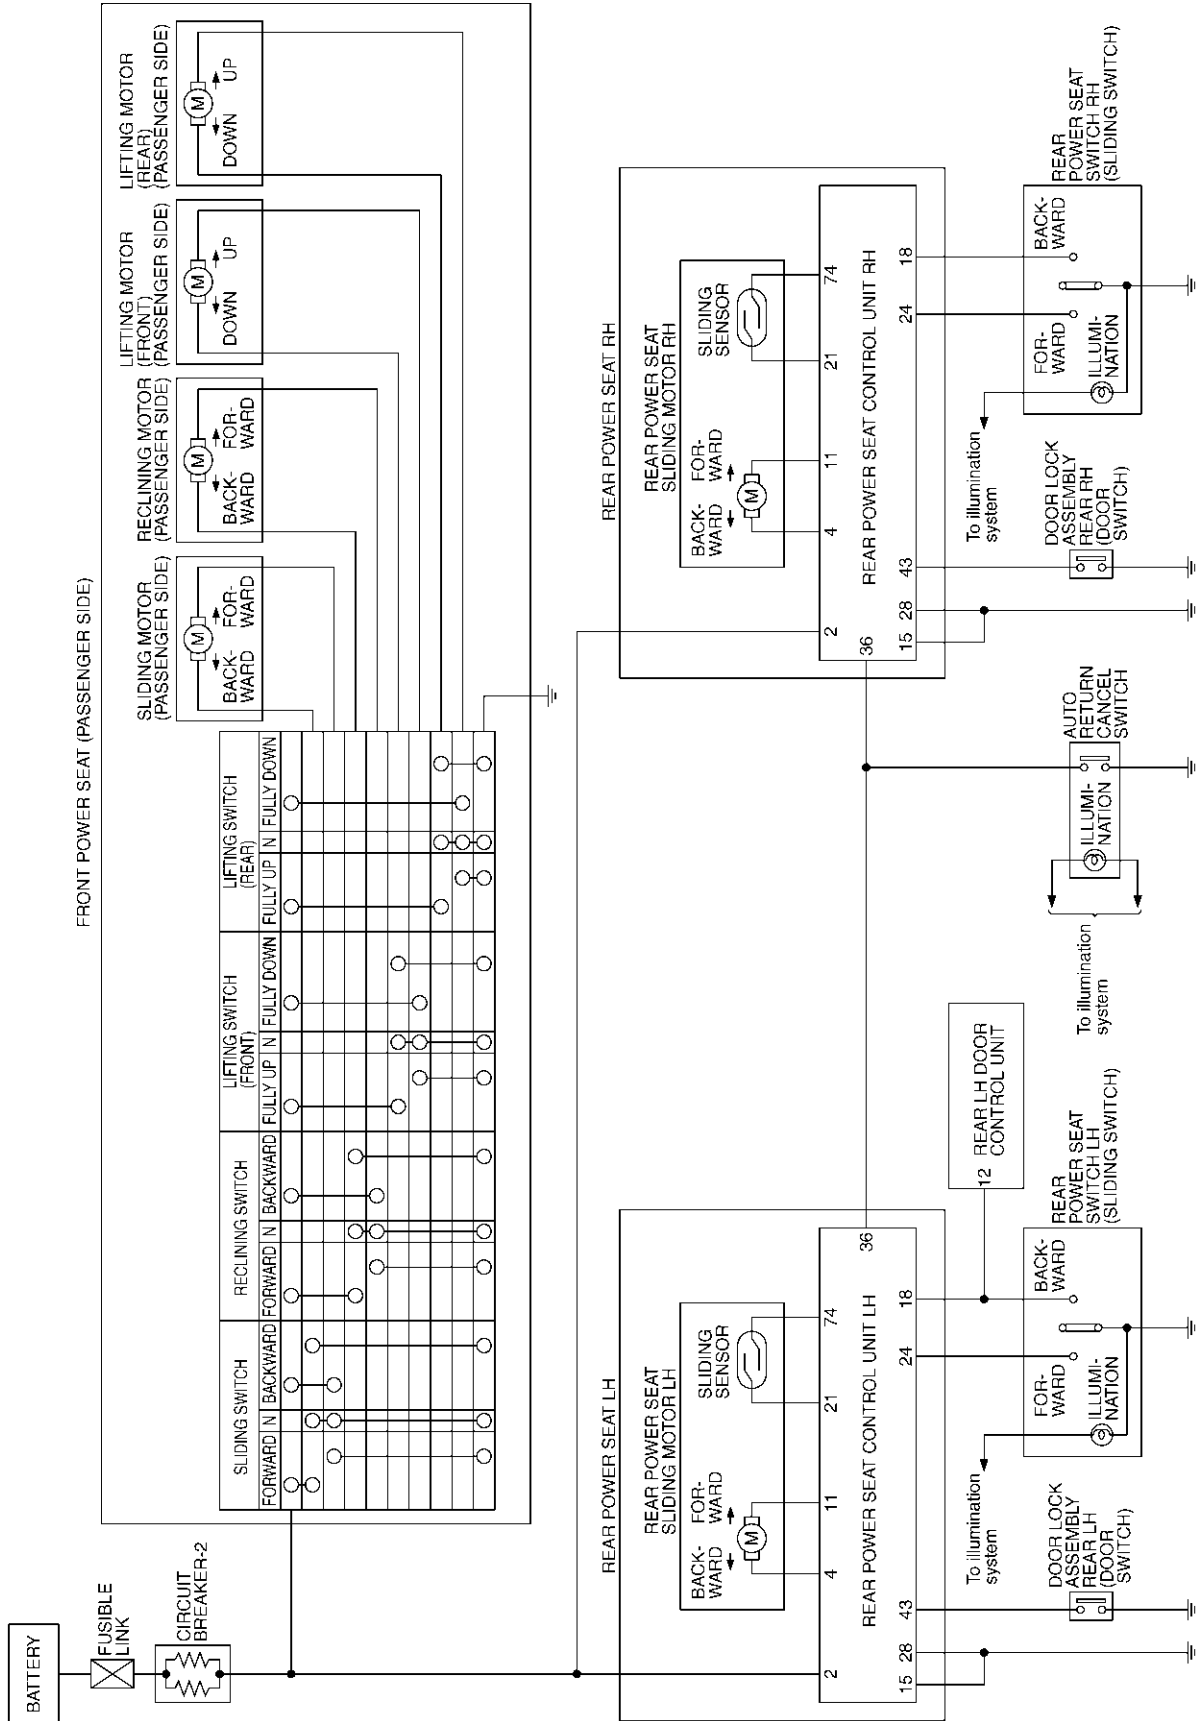 BATTERY
FUSIBLE
LINK
CIRCUIT
BREAKER-2
FRONT POWER SEAT (PASSENGER SIDE)
SLIDING SWITCH
FORWARD
N
BACKWARD
RECLINING SWITCH
FORWARD
N
BACKWARD
LIFTING SWITCH
(FRONT)
FULLY UP
N
FULLY DOWN
LIFTING SWITCH
(REAR)
FULLY UP
N
FULLY DOWN
SLIDING MOTOR
(PASSENGER SIDE)
M
BACK-
WARD
FOR-
WARD
RECLINING MOTOR
(PASSENGER SIDE)
M
BACK-
WARD
FOR-
WARD
LIFTING MOTOR
(FRONT)
(PASSENGER SIDE)
M
DOWN
UP
LIFTING MOTOR
(REAR)
(PASSENGER SIDE)
M
DOWN
UP
REAR POWER SEAT LH
REAR POWER SEAT
SLIDING MOTOR LH
BACK-
WARD
FOR-
WARD
M
SLIDING
SENSOR
2
4
11
21
74
36
REAR POWER SEAT CONTROL UNIT LH
15
28
43
24
18
DOOR LOCK
ASSEMBLY
REAR LH
(DOOR
SWITCH)
To illumination
system
FOR-
WARD
BACK-
WARD
ILLUMI-
NATION
REAR
POWER SEAT
SWITCH LH
(SLIDING SWITCH)
12
REAR LH DOOR
CONTROL UNIT
To illumination
system
ILLUMI-
NATION
AUTO
RETURN
CANCEL
SWITCH
REAR POWER SEAT RH
REAR POWER SEAT
SLIDING MOTOR RH
BACK-
WARD
FOR-
WARD
M
SLIDING
SENSOR
2
4
11
21
74
36
REAR POWER SEAT CONTROL UNIT RH
15
28
43
24
18
DOOR LOCK
ASSEMBLY
REAR RH
(DOOR
SWITCH)
To illumination
system
FOR-
WARD
BACK-
WARD
ILLUMI-
NATION
REAR
POWER SEAT
SWITCH RH
(SLIDING SWITCH)